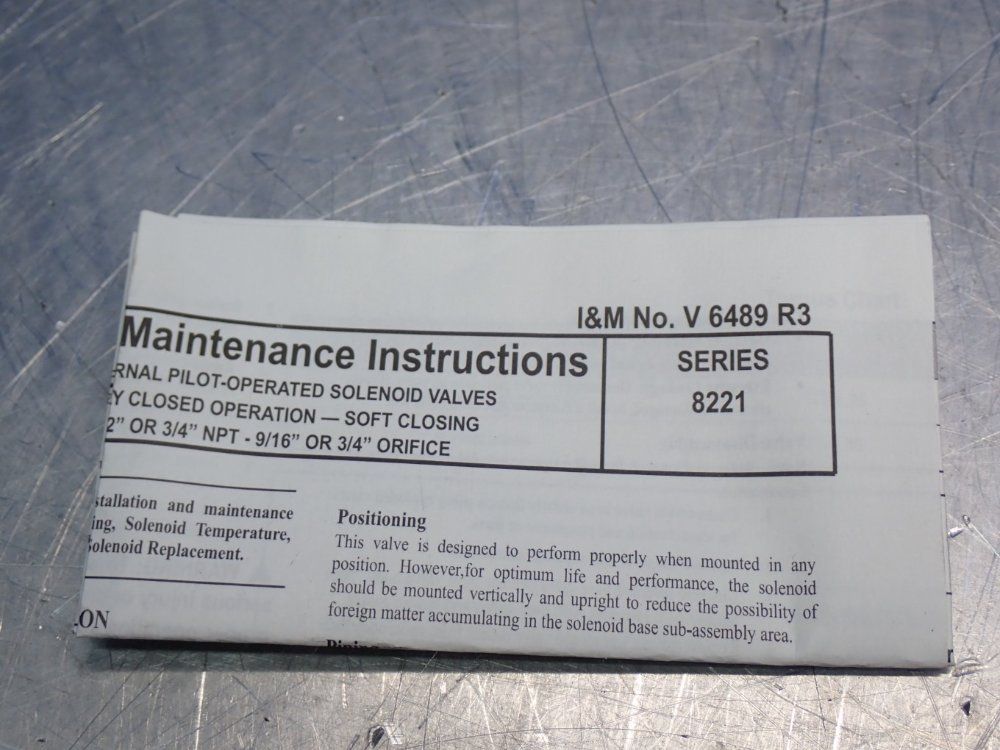 I&M No. V 6489 R3
Maintenance Instructions
RNAL PILOT-OPERATED SOLENOID VALVES
Y CLOSED OPERATION — SOFT CLOSING
2” OR 3/4” NPT - 9/16” OR 3/4” ORIFICE
SERIES
8221
stallation and maintenance
ing, Solenoid Temperature,
Solenoid Replacement.
ON
Positioning
This valve is designed to perform properly when mounted in any
position. However,for optimum life and performance, the solenoid
should be mounted vertically and upright to reduce the possibility of
foreign matter accumulating in the solenoid base sub-assembly area.
Piping